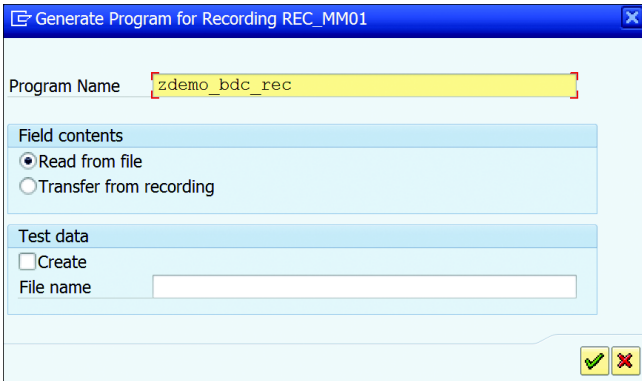 Generate Program for Recording REC_MM01
Program Name zdemo_bdc_rec
Field contents
Read from file
Transfer from recording
Test data
Create
File name